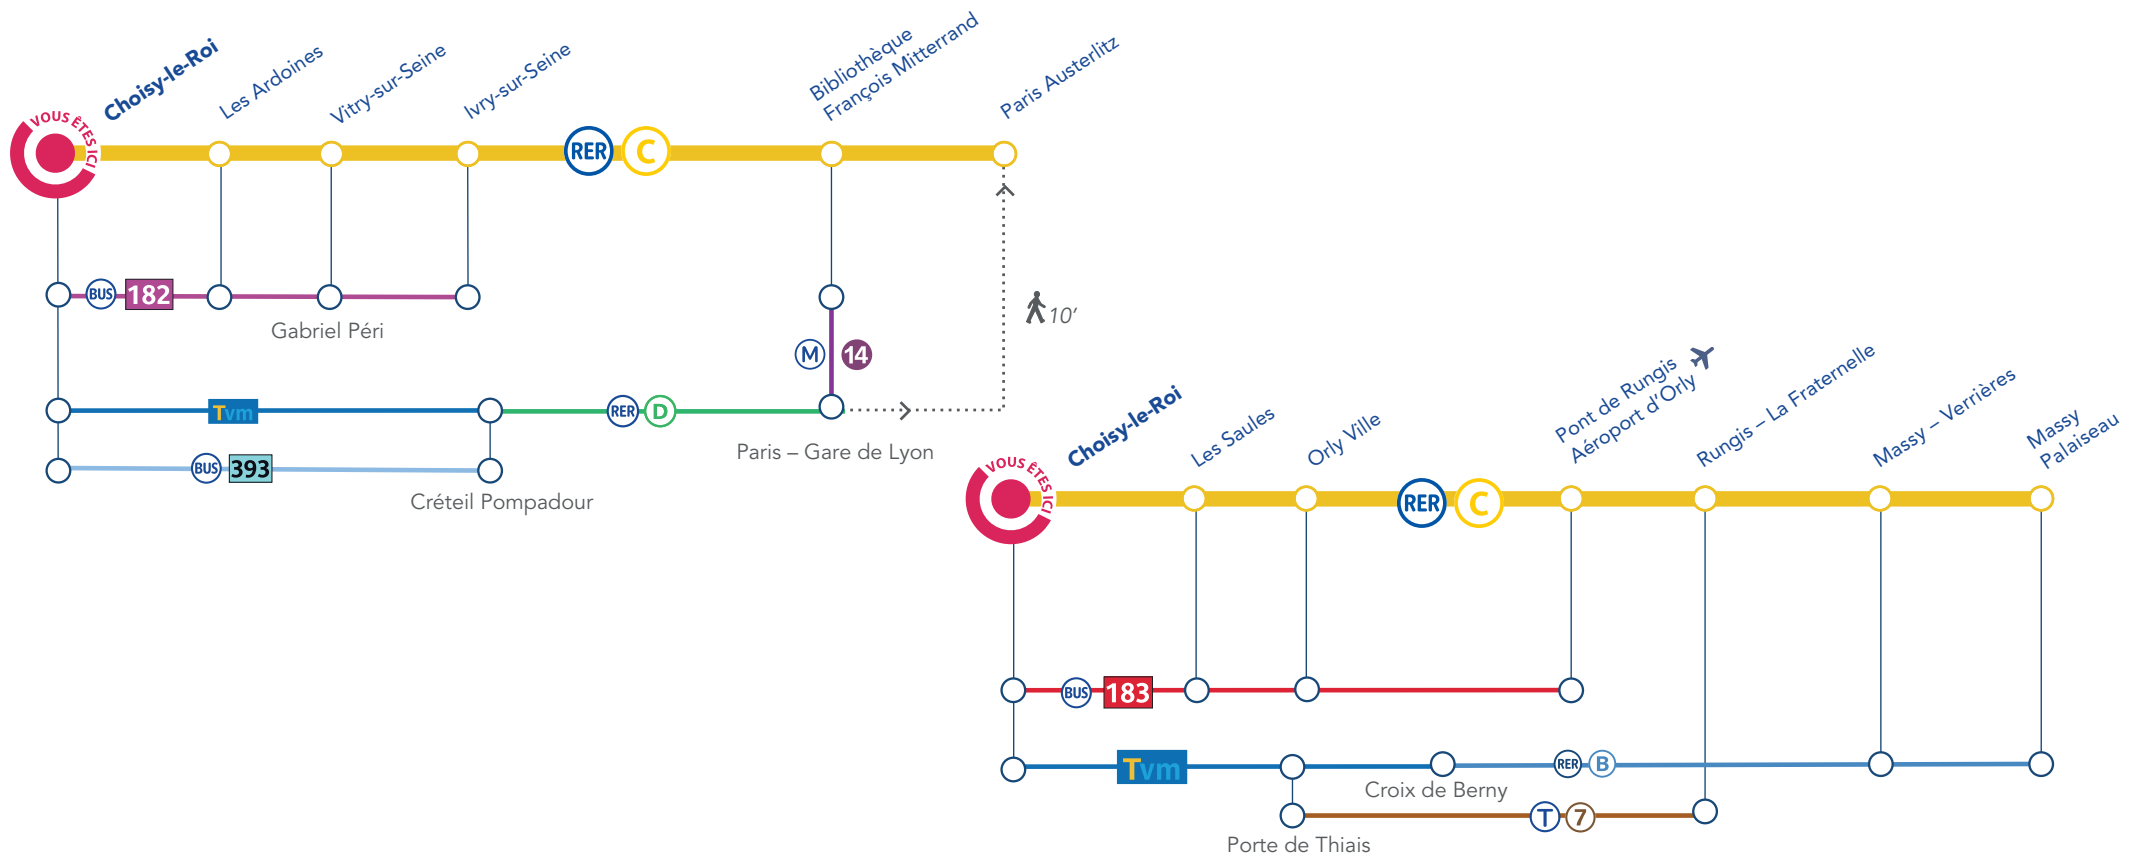 Choisy-le-Roi
Les Ardoines
Vitry-sur-Seine
Ivry-sur-Seine
Bibliothèque
François Mitterrand
Paris Austerlitz
VOUS ÊTES ICI
RER C
BUS 182
Gabriel Péri
M 14
10'
Tvm
RER D
Paris – Gare de Lyon
BUS 393
Créteil Pompadour
Choisy-le-Roi
Les Saules
Orly Ville
Pont de Rungis
Aéroport d'Orly
Rungis – La Fraternelle
Massy – Verrières
Massy
Palaiseau
VOUS ÊTES ICI
RER C
BUS 183
Tvm
RER B
Croix de Berny
T 7
Porte de Thiais